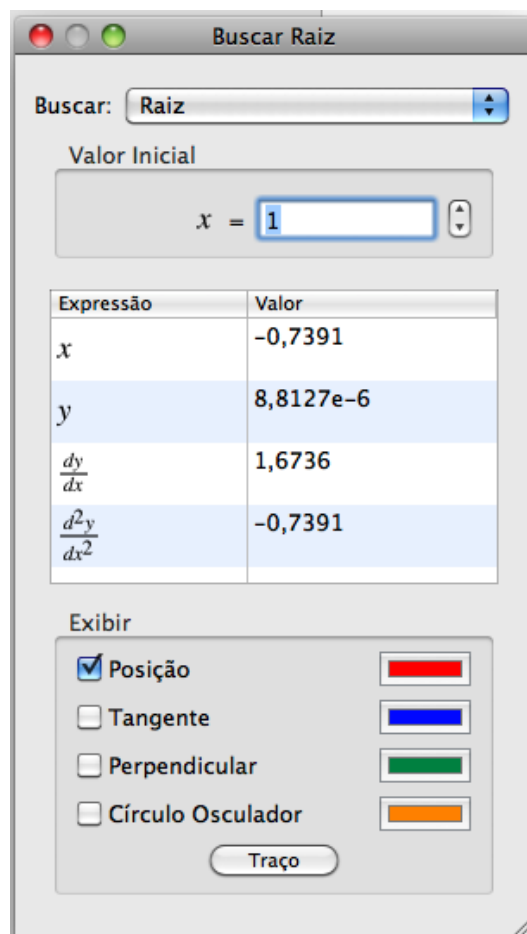 Buscar Raiz
Buscar: Raiz
Valor Inicial
x = 1
Expressão Valor
x -0,7391
y 8,8127e-6
dy/dx 1,6736
d²y/dx² -0,7391
Exibir
Posição
Tangente
Perpendicular
Círculo Osculador
Traço